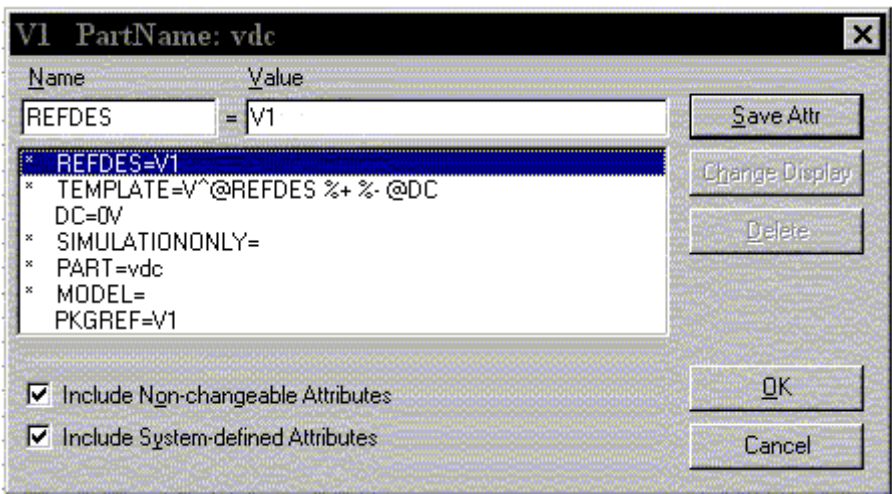 V1 PartName: vdc
Name Value
REFDES = V1
Save Attr
* REFDES=V1
* TEMPLATE=V^@REFDES %+ %- @DC
DC=0V
* SIMULATIONONLY=
* PART=vdc
* MODEL=
PKGREF=V1
Change Display
Delete
Include Non-changeable Attributes
Include System-defined Attributes
OK
Cancel